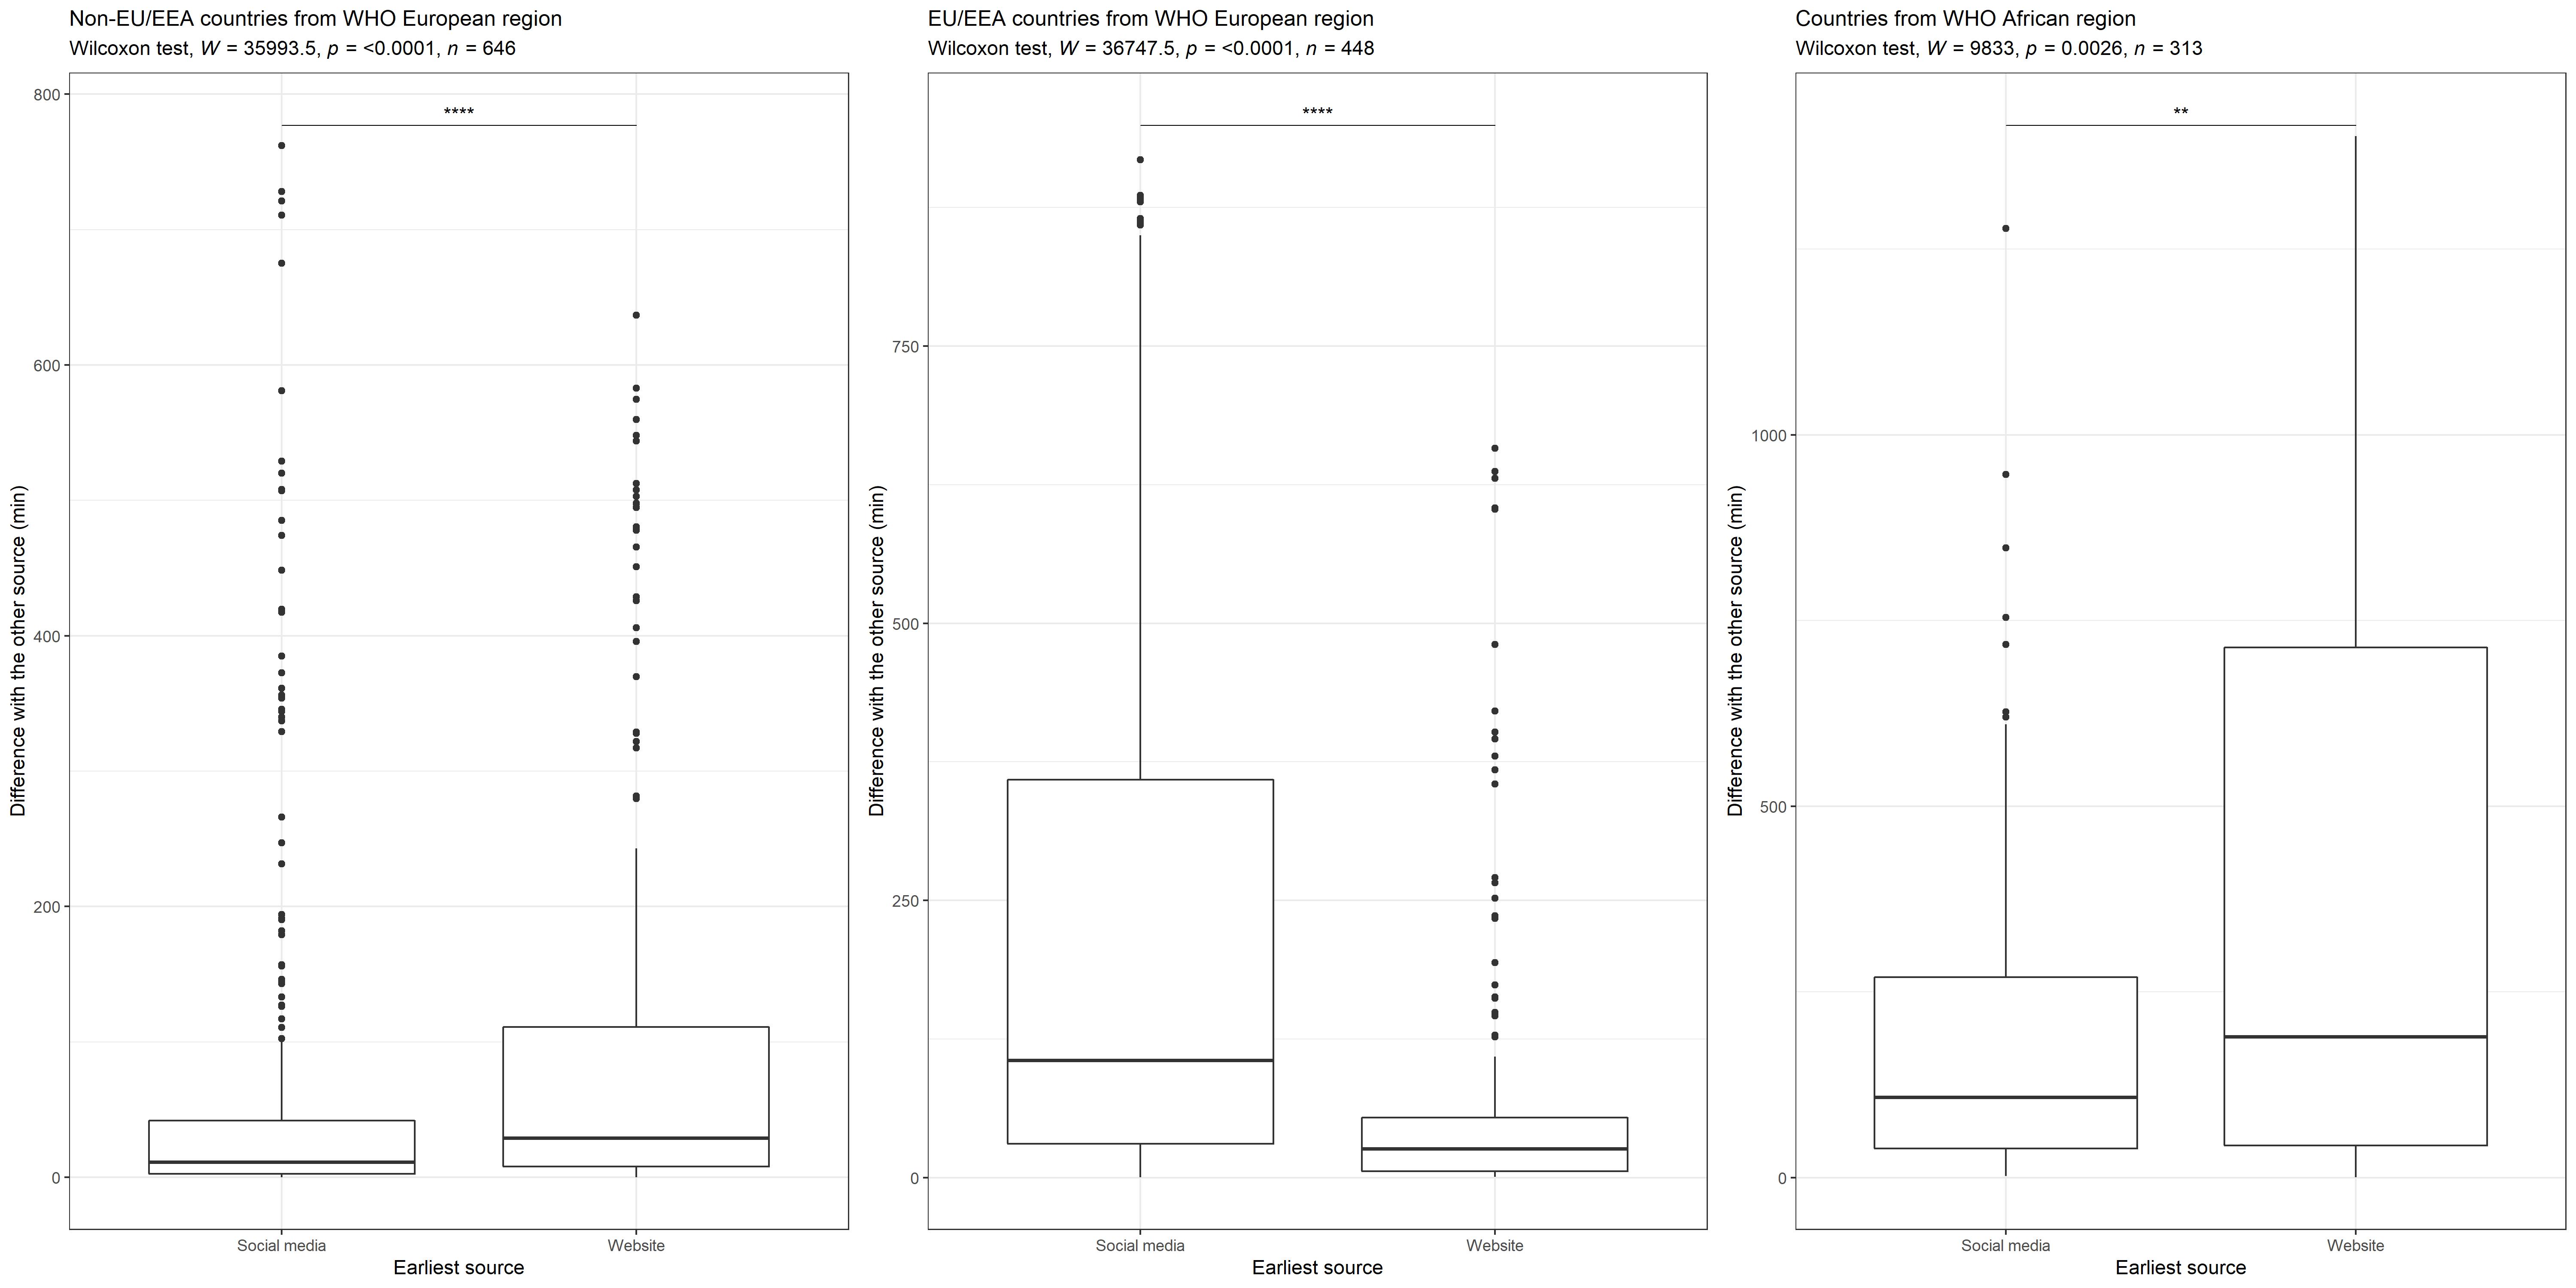 Non-EU/EEA countries from WHO European region
Wilcoxon test, W = 35993.5, p = <0.0001, n = 646
800
600
400
200
0
Difference with the other source (min)
****
Social media
Website
Earliest source
EU/EEA countries from WHO European region
Wilcoxon test, W = 36747.5, p = <0.0001, n = 448
750
500
250
0
Difference with the other source (min)
****
Social media
Website
Earliest source
Countries from WHO African region
Wilcoxon test, W = 9833, p = 0.0026, n = 313
1000
500
0
Difference with the other source (min)
**
Social media
Website
Earliest source